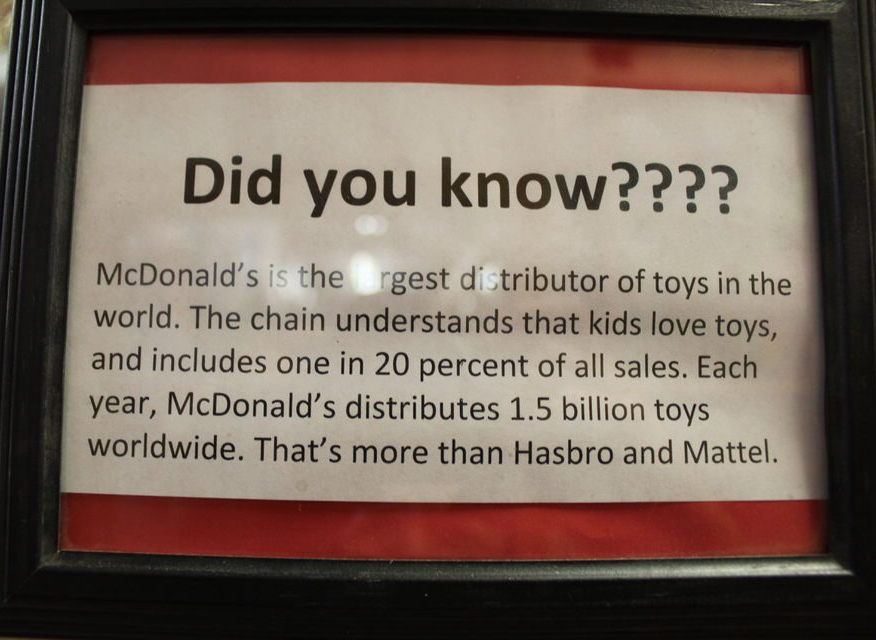 Did you know????
McDonald's is the largest distributor of toys in the
world. The chain understands that kids love toys,
and includes one in 20 percent of all sales. Each
year, McDonald's distributes 1.5 billion toys
worldwide. That's more than Hasbro and Mattel.